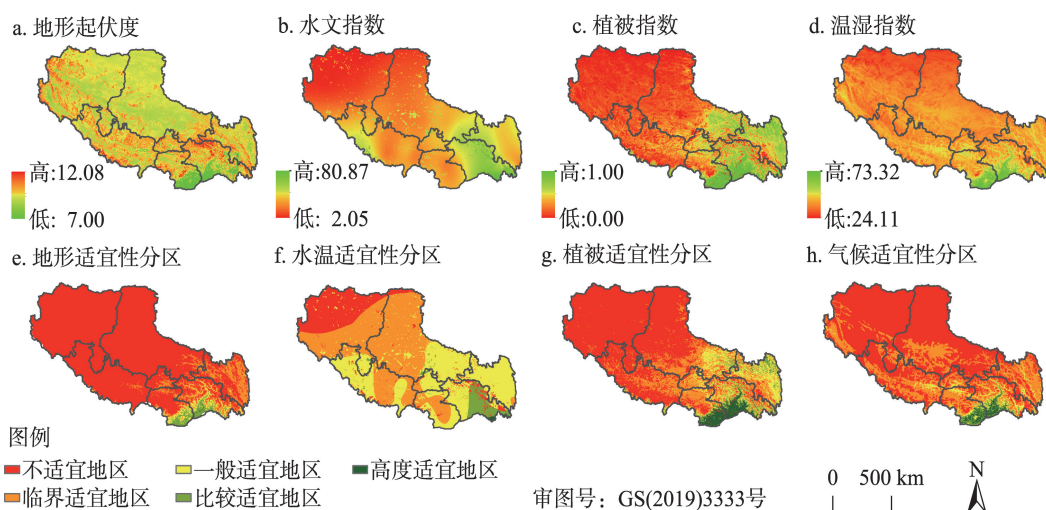 a. 地形起伏度
b. 水文指数
c. 植被指数
d. 温湿指数
高:12.08
低: 7.00
高:80.87
低: 2.05
高:1.00
低:0.00
高:73.32
低:24.11
e. 地形适宜性分区
f. 水温适宜性分区
g. 植被适宜性分区
h. 气候适宜性分区
图例
不适宜地区
一般适宜地区
高度适宜地区
临界适宜地区
比较适宜地区
审图号：GS(2019)3333号
0 500 km
N